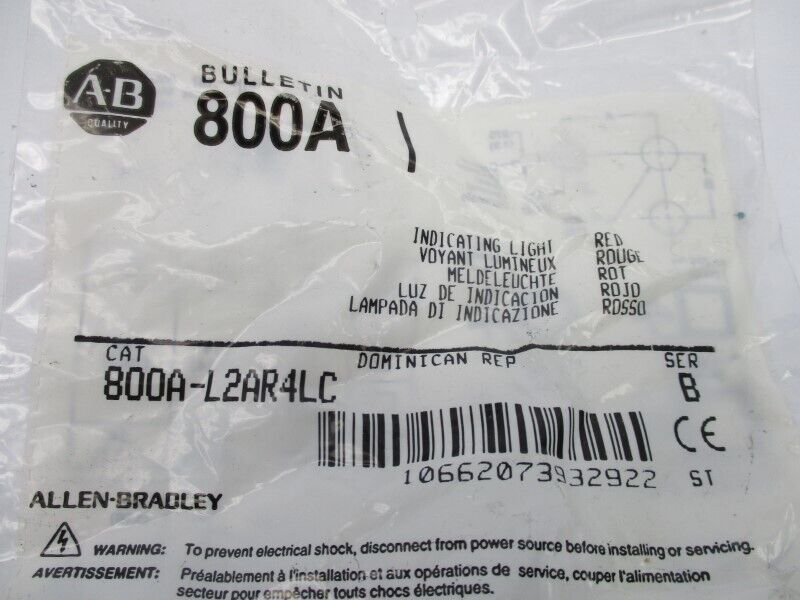 A-B
QUALITY
BULLETIN
800A
INDICATING LIGHT RED
VOYANT LUMINEUX ROUGE
MELDELEUCHTE ROT
LUZ DE INDICACION ROJO
LAMPADA DI INDICAZIONE ROSSO
CAT DOMINICAN REP SER
800A-L2AR4LC B
CE
10662073932922 ST
ALLEN-BRADLEY
WARNING: To prevent electrical shock, disconnect from power source before installing or servicing.
AVERTISSEMENT: Préalablement à l'installation et aux opérations de service, couper l'alimentation
secteur pour empêcher touts chocs électriques.